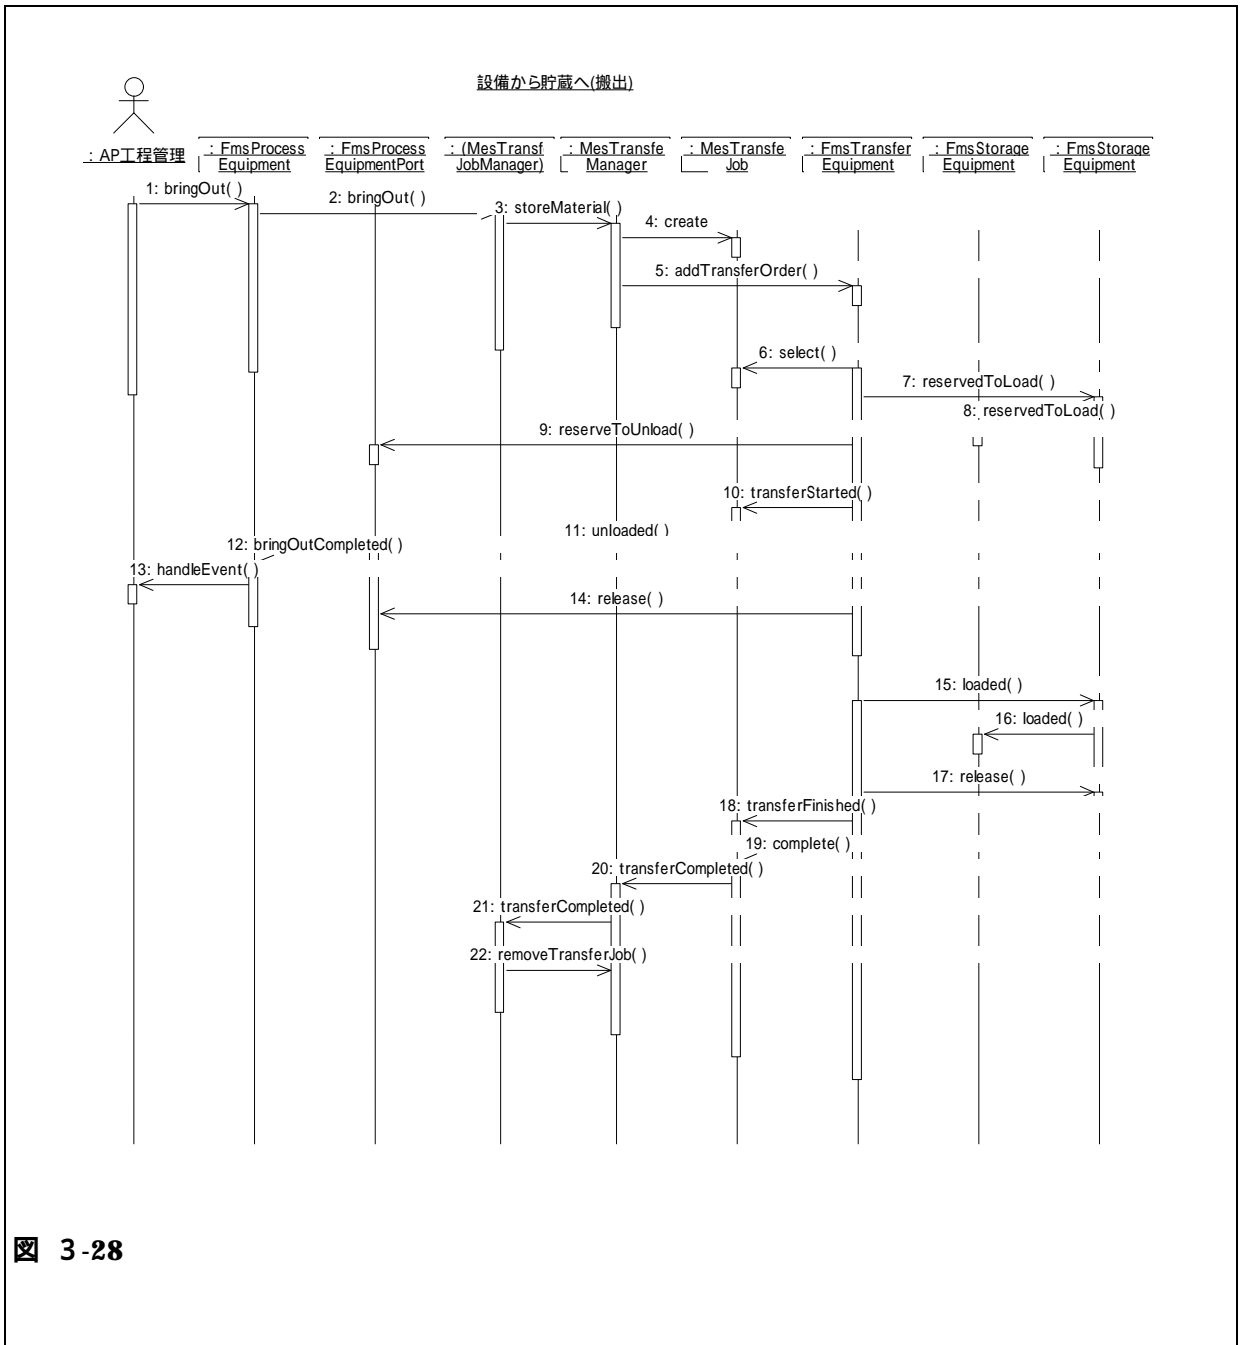 設備から貯蔵へ(搬出)
: AP工程管理
: FmsProcess
Equipment
: FmsProcess
EquipmentPort
: (MesTransf
JobManager)
: MesTransfe
Manager
: MesTransfe
Job
: FmsTransfer
Equipment
: FmsStorage
Equipment
: FmsStorage
Equipment
1: bringOut( )
2: bringOut( )
3: storeMaterial( )
4: create
5: addTransferOrder( )
6: select( )
7: reservedToLoad( )
8: reservedToLoad( )
9: reserveToUnload( )
10: transferStarted( )
11: unloaded( )
12: bringOutCompleted( )
13: handleEvent( )
14: release( )
15: loaded( )
16: loaded( )
17: release( )
18: transferFinished( )
19: complete( )
20: transferCompleted( )
21: transferCompleted( )
22: removeTransferJob( )
図 3-28